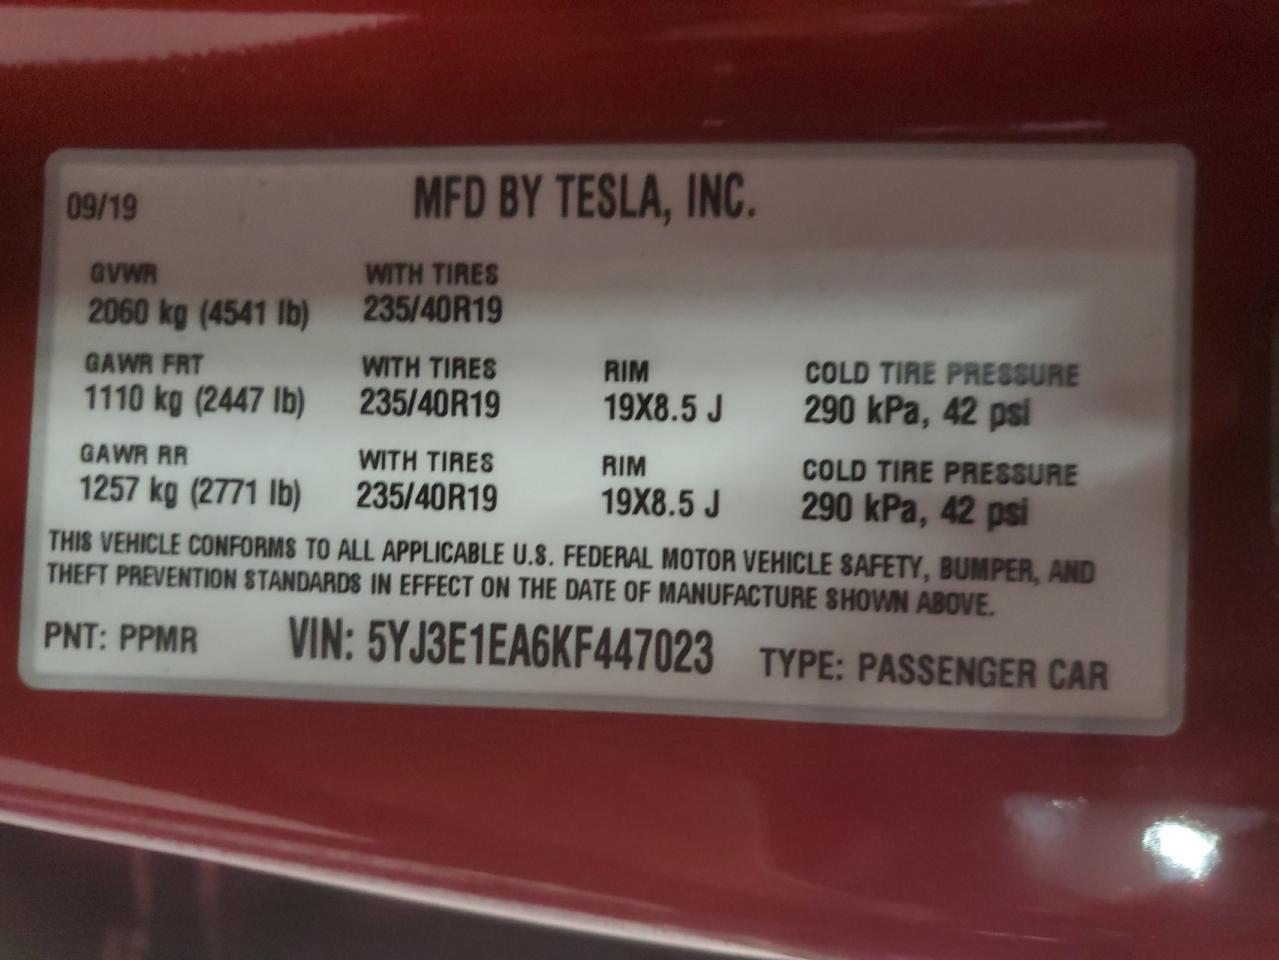 09/19 MFD BY TESLA, INC.
GVWR WITH TIRES
2060 kg (4541 lb) 235/40R19
GAWR FRT WITH TIRES RIM COLD TIRE PRESSURE
1110 kg (2447 lb) 235/40R19 19X8.5 J 290 kPa, 42 psi
GAWR RR WITH TIRES RIM COLD TIRE PRESSURE
1257 kg (2771 lb) 235/40R19 19X8.5 J 290 kPa, 42 psi
THIS VEHICLE CONFORMS TO ALL APPLICABLE U.S. FEDERAL MOTOR VEHICLE SAFETY, BUMPER, AND
THEFT PREVENTION STANDARDS IN EFFECT ON THE DATE OF MANUFACTURE SHOWN ABOVE.
PNT: PPMR VIN: 5YJ3E1EA6KF447023 TYPE: PASSENGER CAR